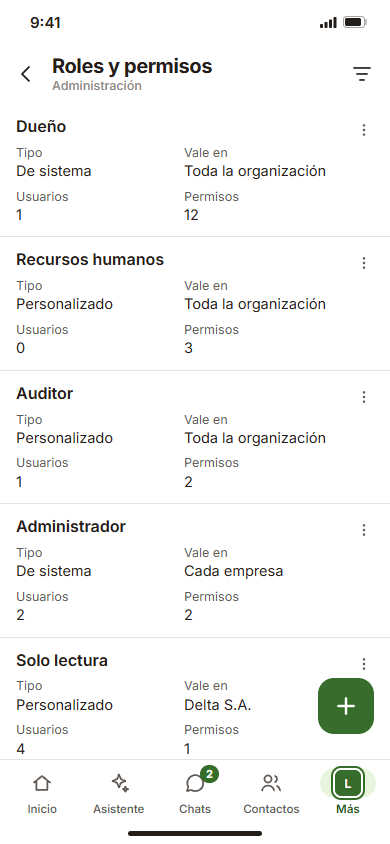 9:41
Roles y permisos
Administración
Dueño
Tipo Vale en
De sistema Toda la organización
Usuarios Permisos
1 12
Recursos humanos
Tipo Vale en
Personalizado Toda la organización
Usuarios Permisos
0 3
Auditor
Tipo Vale en
Personalizado Toda la organización
Usuarios Permisos
1 2
Administrador
Tipo Vale en
De sistema Cada empresa
Usuarios Permisos
2 2
Solo lectura
Tipo Vale en
Personalizado Delta S.A.
Usuarios Permisos
4 1
2 L
Inicio Asistente Chats Contactos Más